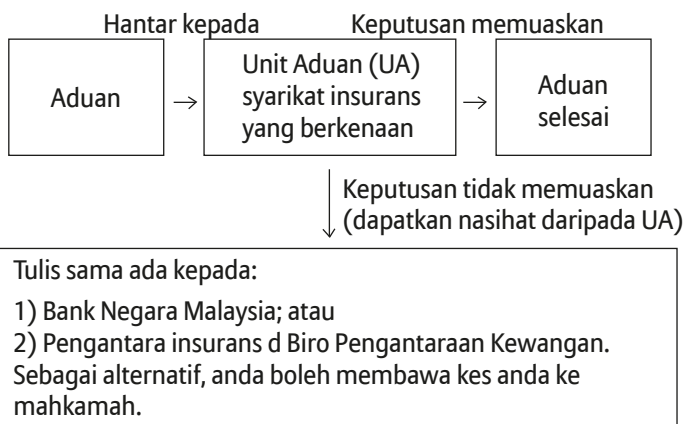 Hantar kepada
Keputusan memuaskan
Aduan
→
Unit Aduan (UA)
syarikat insurans
yang berkenaan
→
Aduan
selesai
Keputusan tidak memuaskan
(dapatkan nasihat daripada UA)
Tulis sama ada kepada:
1) Bank Negara Malaysia; atau
2) Pengantara insurans d Biro Pengantaraan Kewangan.
Sebagai alternatif, anda boleh membawa kes anda ke
mahkamah.